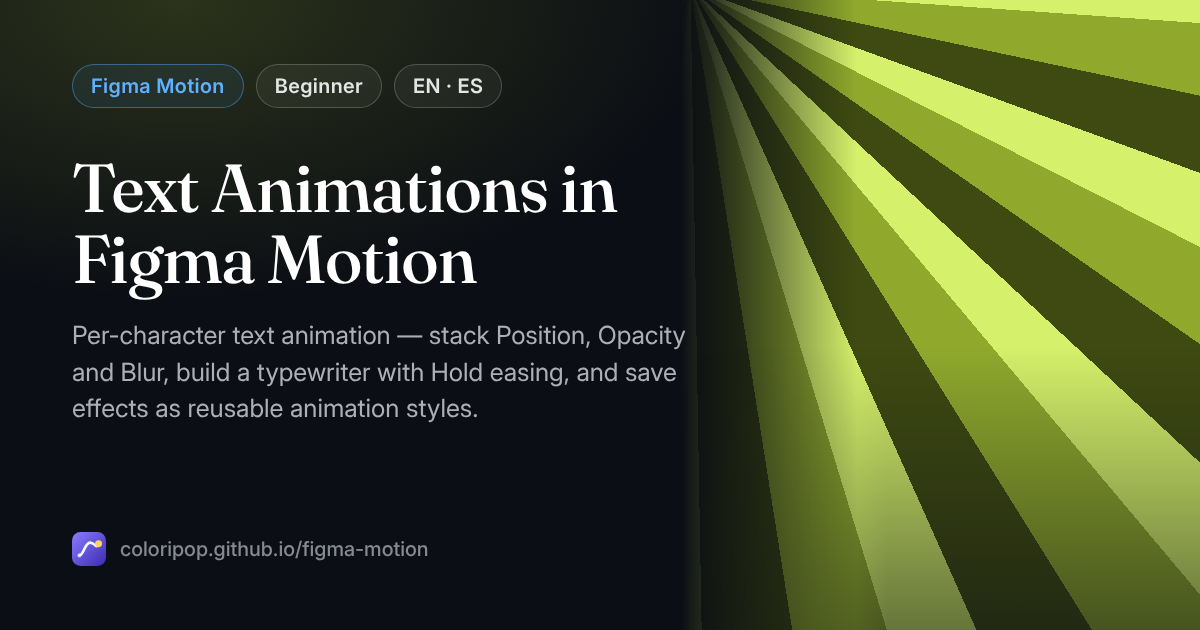 Figma Motion
Beginner
EN · ES
Text Animations in
Figma Motion
Per-character text animation — stack Position, Opacity
and Blur, build a typewriter with Hold easing, and save
effects as reusable animation styles.
coloripop.github.io/figma-motion